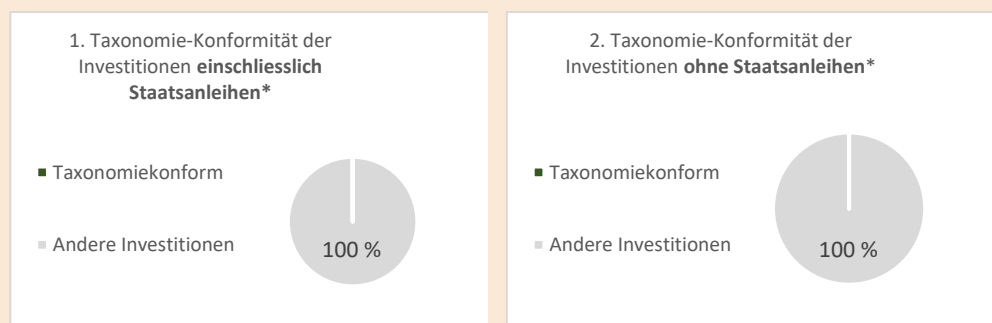 1. Taxonomie-Konformität der
Investitionen einschliesslich
Staatsanleihen*
Taxonomiekonform
Andere Investitionen
100 %
2. Taxonomie-Konformität der
Investitionen ohne Staatsanleihen*
Taxonomiekonform
Andere Investitionen
100 %